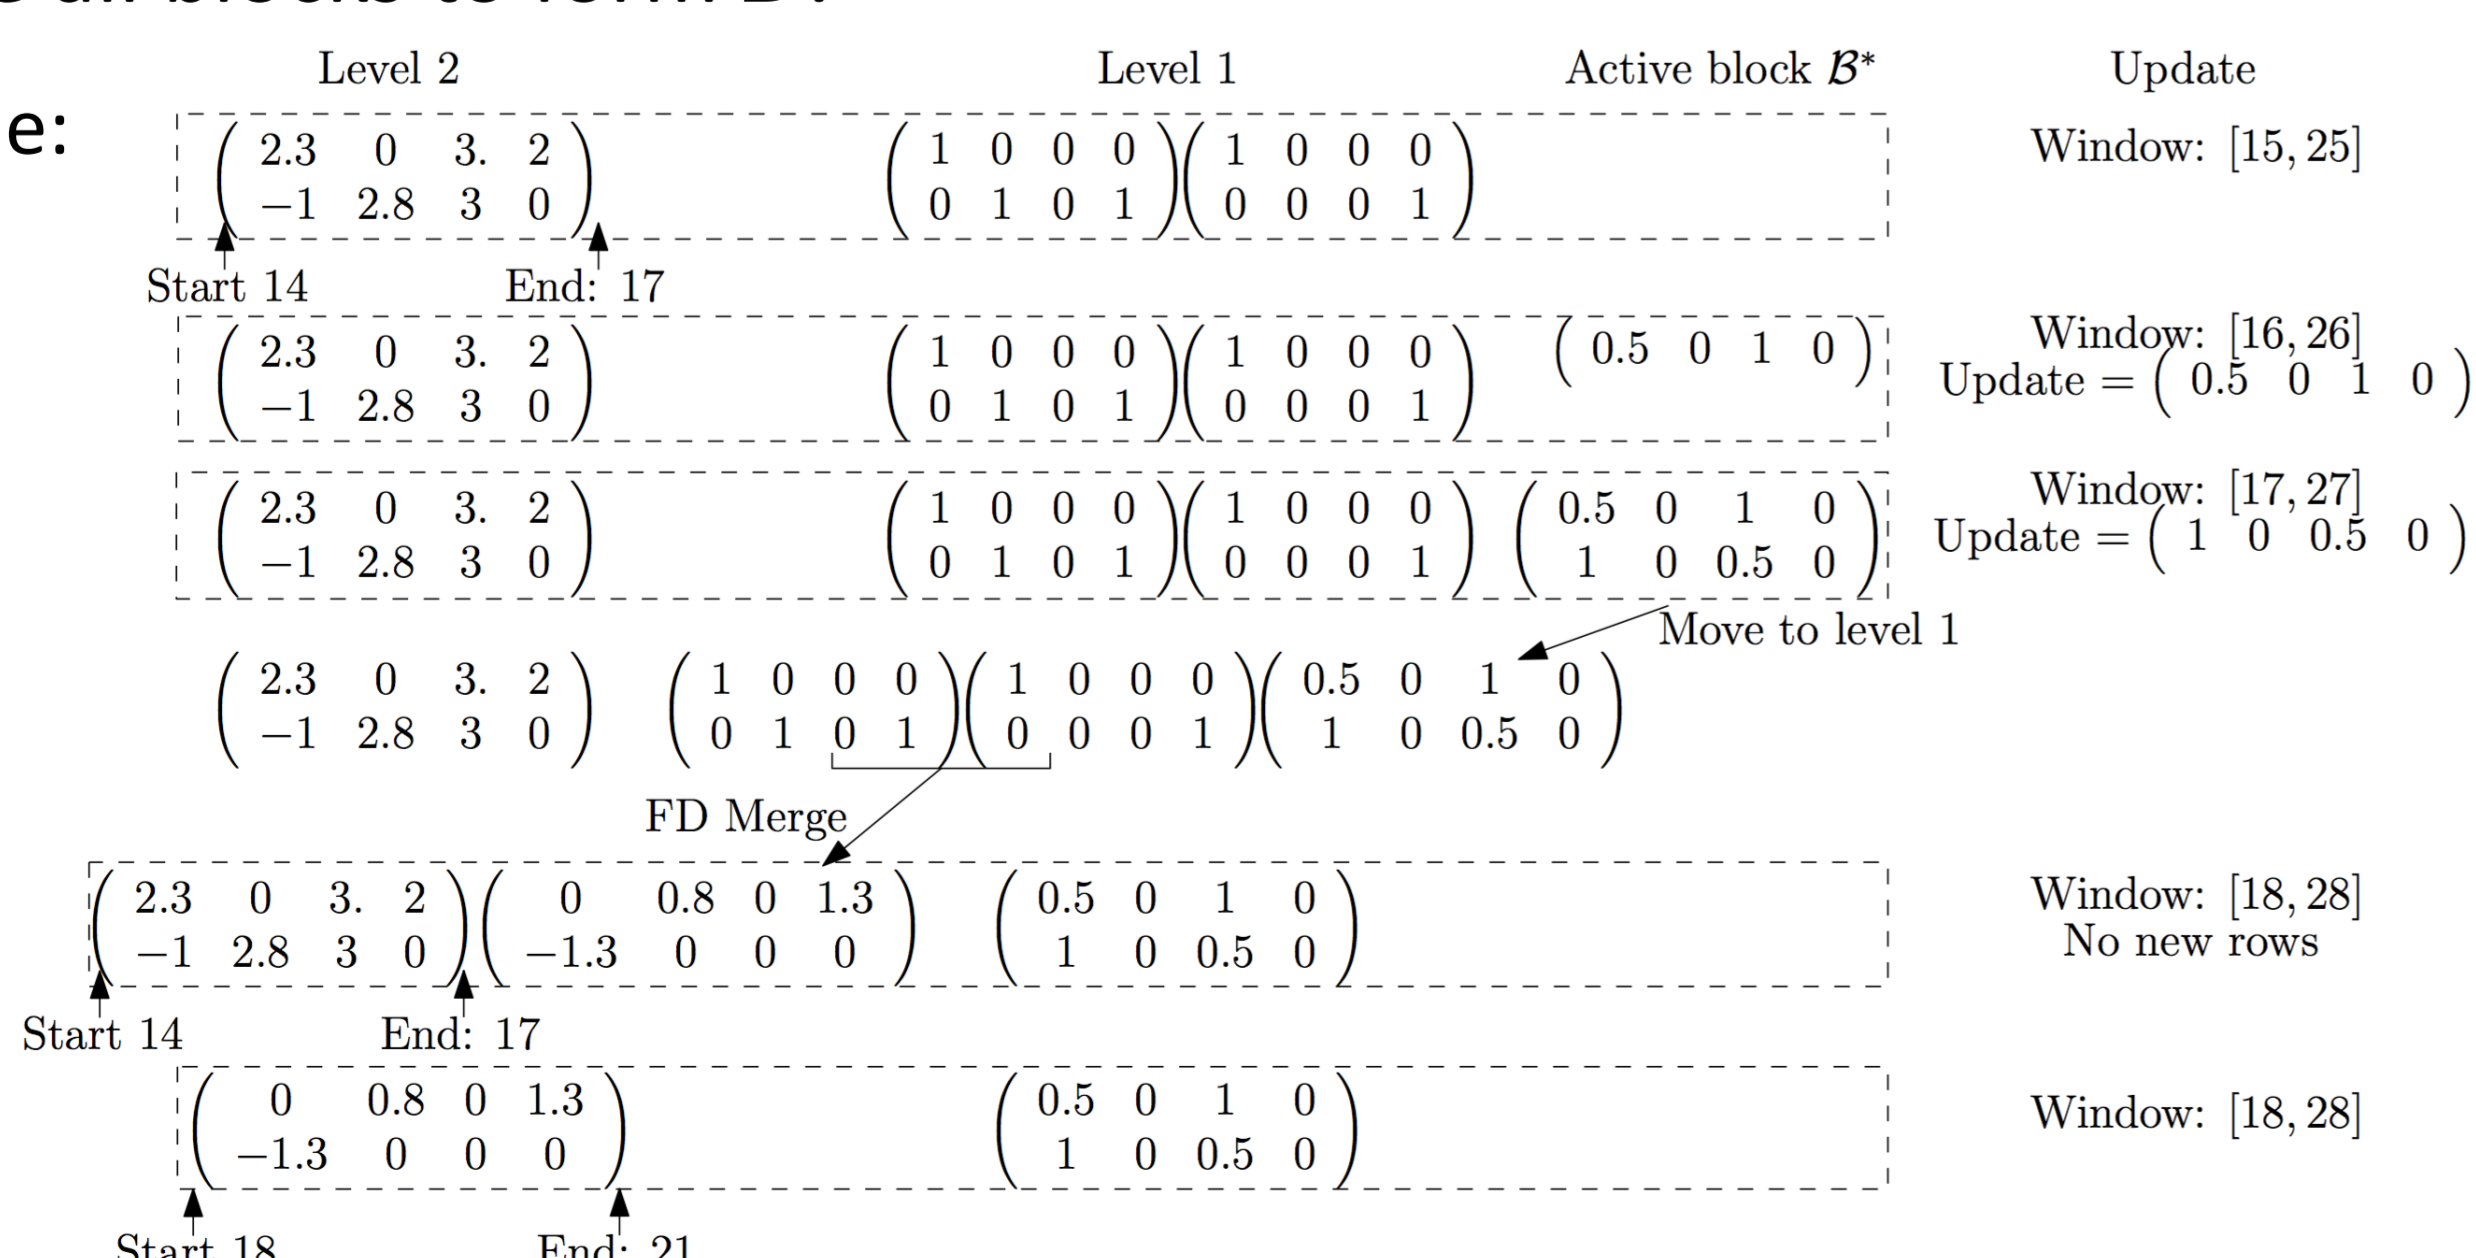 Level 2 Level 1 Active block B* Update
e:
2.3 0 3. 2 1 0 0 0 1 0 0 0 Window: [15, 25]
−1 2.8 3 0 0 1 0 1 0 0 0 1
Start 14 End: 17
2.3 0 3. 2 1 0 0 0 1 0 0 0 ( 0.5 0 1 0 ) Window: [16, 26]
−1 2.8 3 0 0 1 0 1 0 0 0 1 Update = ( 0.5 0 1 0 )
2.3 0 3. 2 1 0 0 0 1 0 0 0 0.5 0 1 0 Window: [17, 27]
−1 2.8 3 0 0 1 0 1 0 0 0 1 1 0 0.5 0 Update = ( 1 0 0.5 0 )
Move to level 1
2.3 0 3. 2 1 0 0 0 1 0 0 0 0.5 0 1 0
−1 2.8 3 0 0 1 0 1 0 0 0 1 1 0 0.5 0
FD Merge
2.3 0 3. 2 0 0.8 0 1.3 0.5 0 1 0 Window: [18, 28]
−1 2.8 3 0 −1.3 0 0 0 1 0 0.5 0 No new rows
Start 14 End: 17
0 0.8 0 1.3 0.5 0 1 0 Window: [18, 28]
−1.3 0 0 0 1 0 0.5 0
Start 18 End: 21